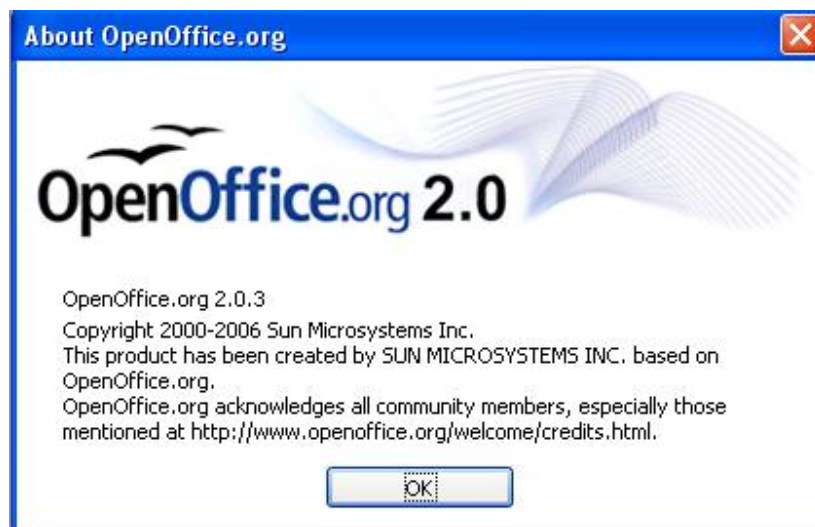 About OpenOffice.org
OpenOffice.org 2.0
OpenOffice.org 2.0.3
Copyright 2000-2006 Sun Microsystems Inc.
This product has been created by SUN MICROSYSTEMS INC. based on
OpenOffice.org.
OpenOffice.org acknowledges all community members, especially those
mentioned at http://www.openoffice.org/welcome/credits.html.
OK